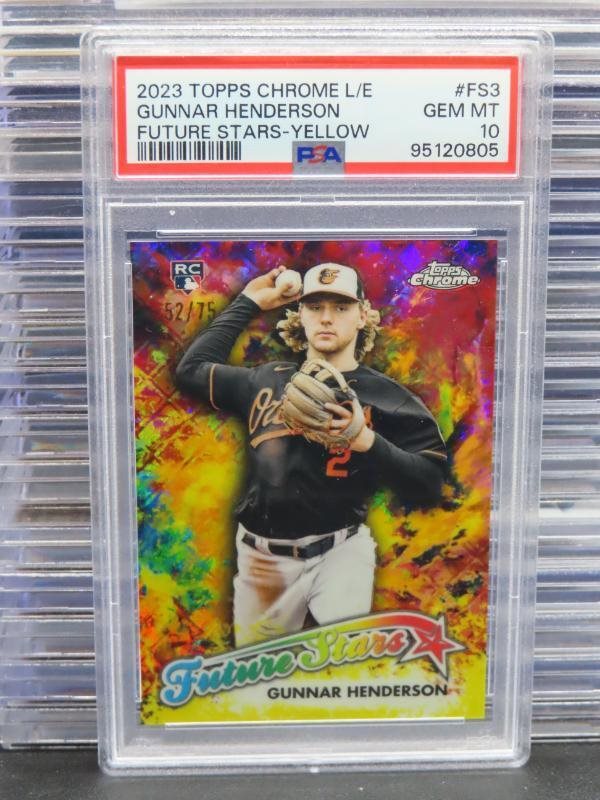 2023 TOPPS CHROME L/E #FS3
GUNNAR HENDERSON GEM MT
FUTURE STARS-YELLOW 10
PSA 95120805
RC
Topps
Chrome
52/75
Orioles
2
Future Stars
GUNNAR HENDERSON